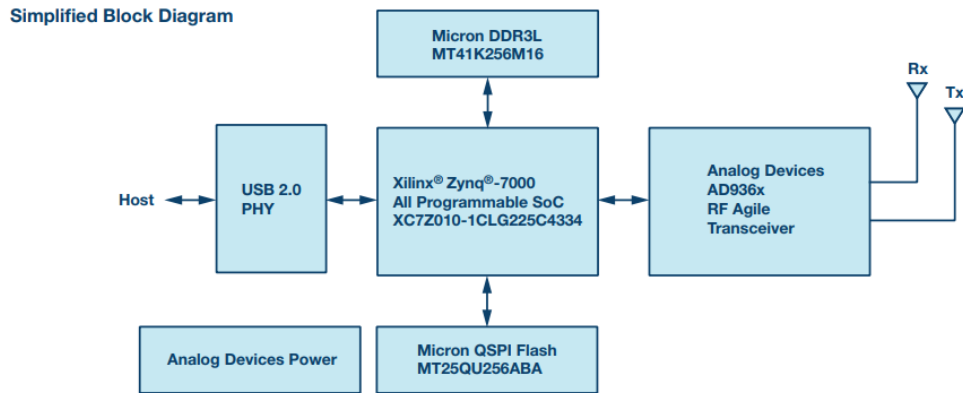 Simplified Block Diagram
Micron DDR3L
MT41K256M16
Rx
Tx
Host
USB 2.0
PHY
Xilinx® Zynq®-7000
All Programmable SoC
XC7Z010-1CLG225C4334
Analog Devices
AD936x
RF Agile
Transceiver
Analog Devices Power
Micron QSPI Flash
MT25QU256ABA